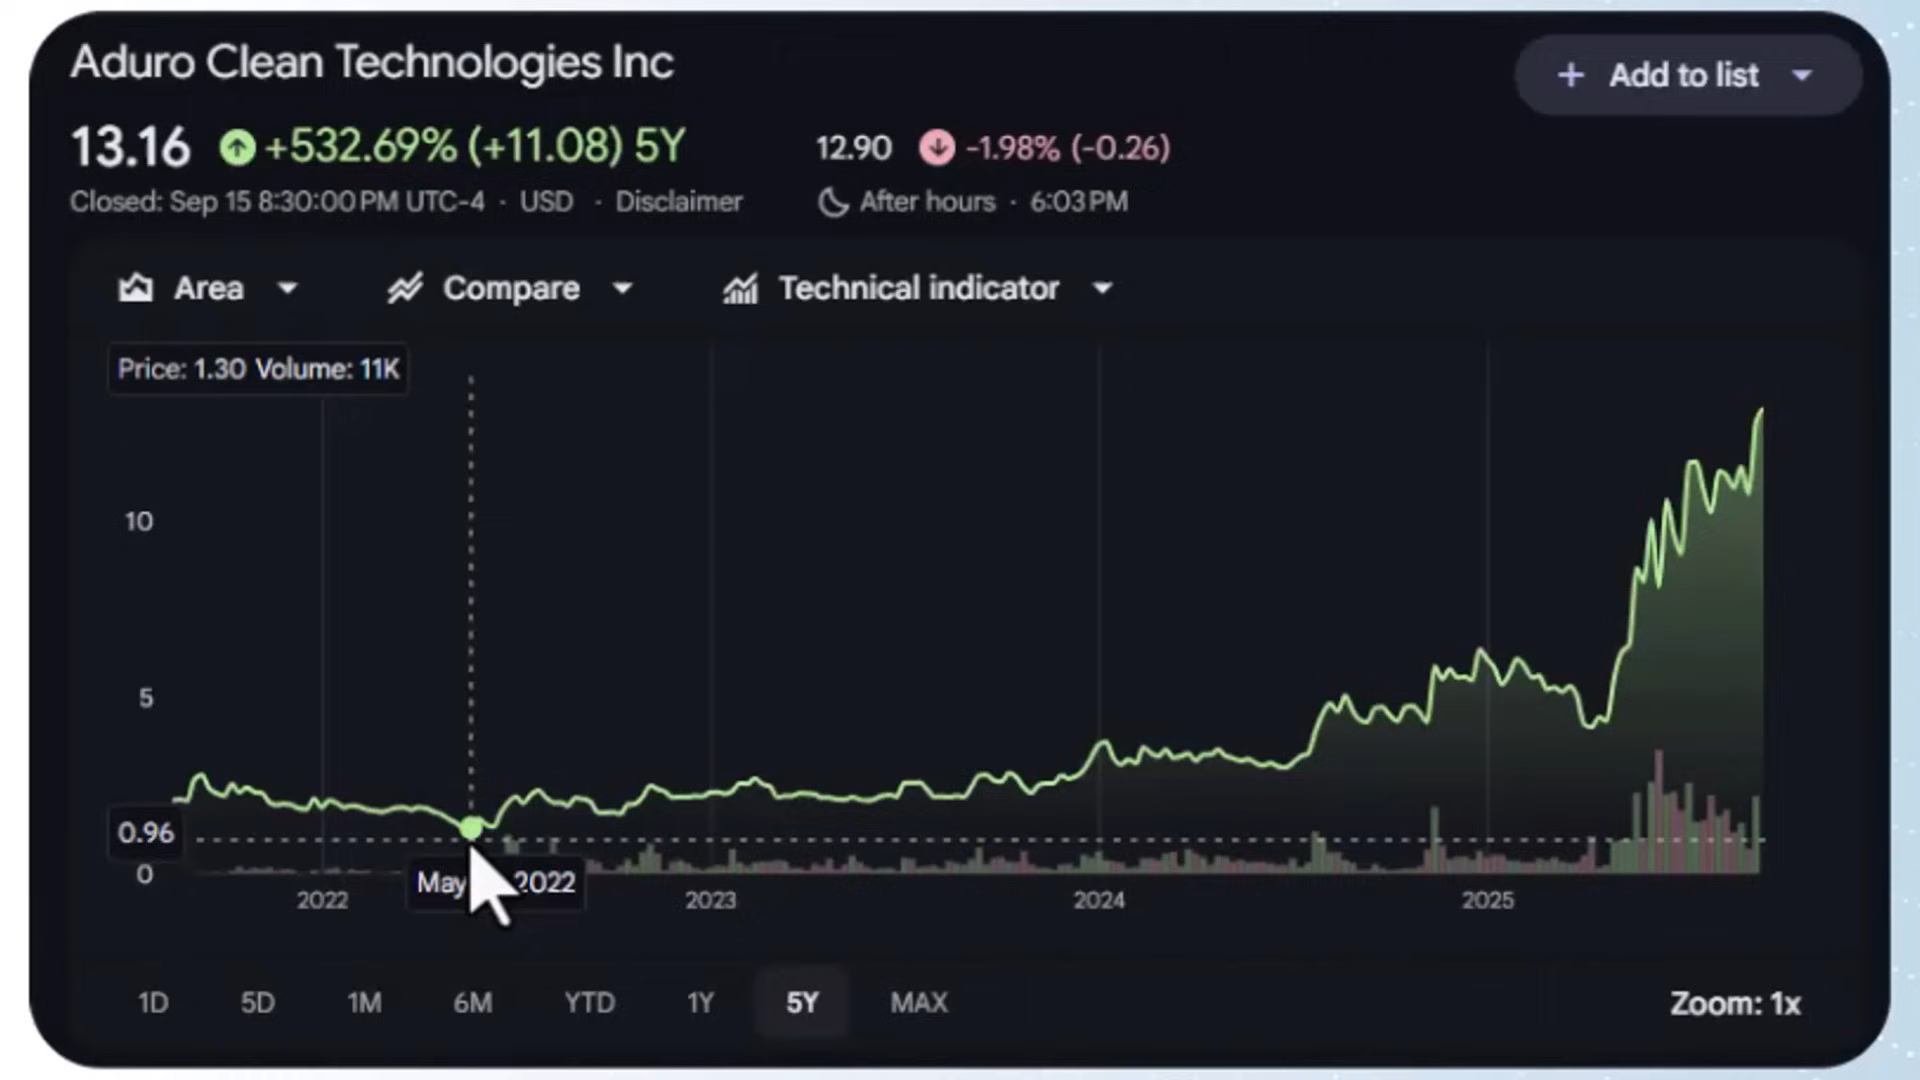 Aduro Clean Technologies Inc
+ Add to list
13.16 +532.69% (+11.08) 5Y
12.90 -1.98% (-0.26)
Closed: Sep 15 8:30:00 PM UTC-4 · USD · Disclaimer
After hours · 6:03 PM
Area
Compare
Technical indicator
Price: 1.30 Volume: 11K
10
5
0.96
0
May 2022
2022
2023
2024
2025
1D
5D
1M
6M
YTD
1Y
5Y
MAX
Zoom: 1x